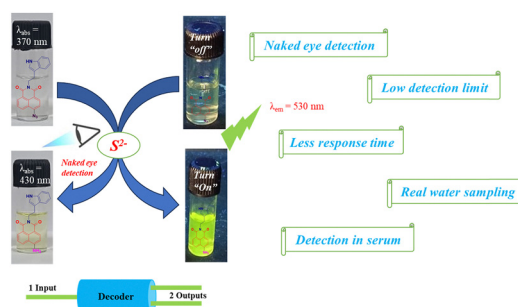 λabs =
370 nm
Turn
“off”
Naked eye detection
Low detection limit
λem = 530 nm
S2-
Less response time
λabs =
430 nm
Naked eye
detection
Turn
“On”
Real water sampling
Detection in serum
1 Input
Decoder
2 Outputs